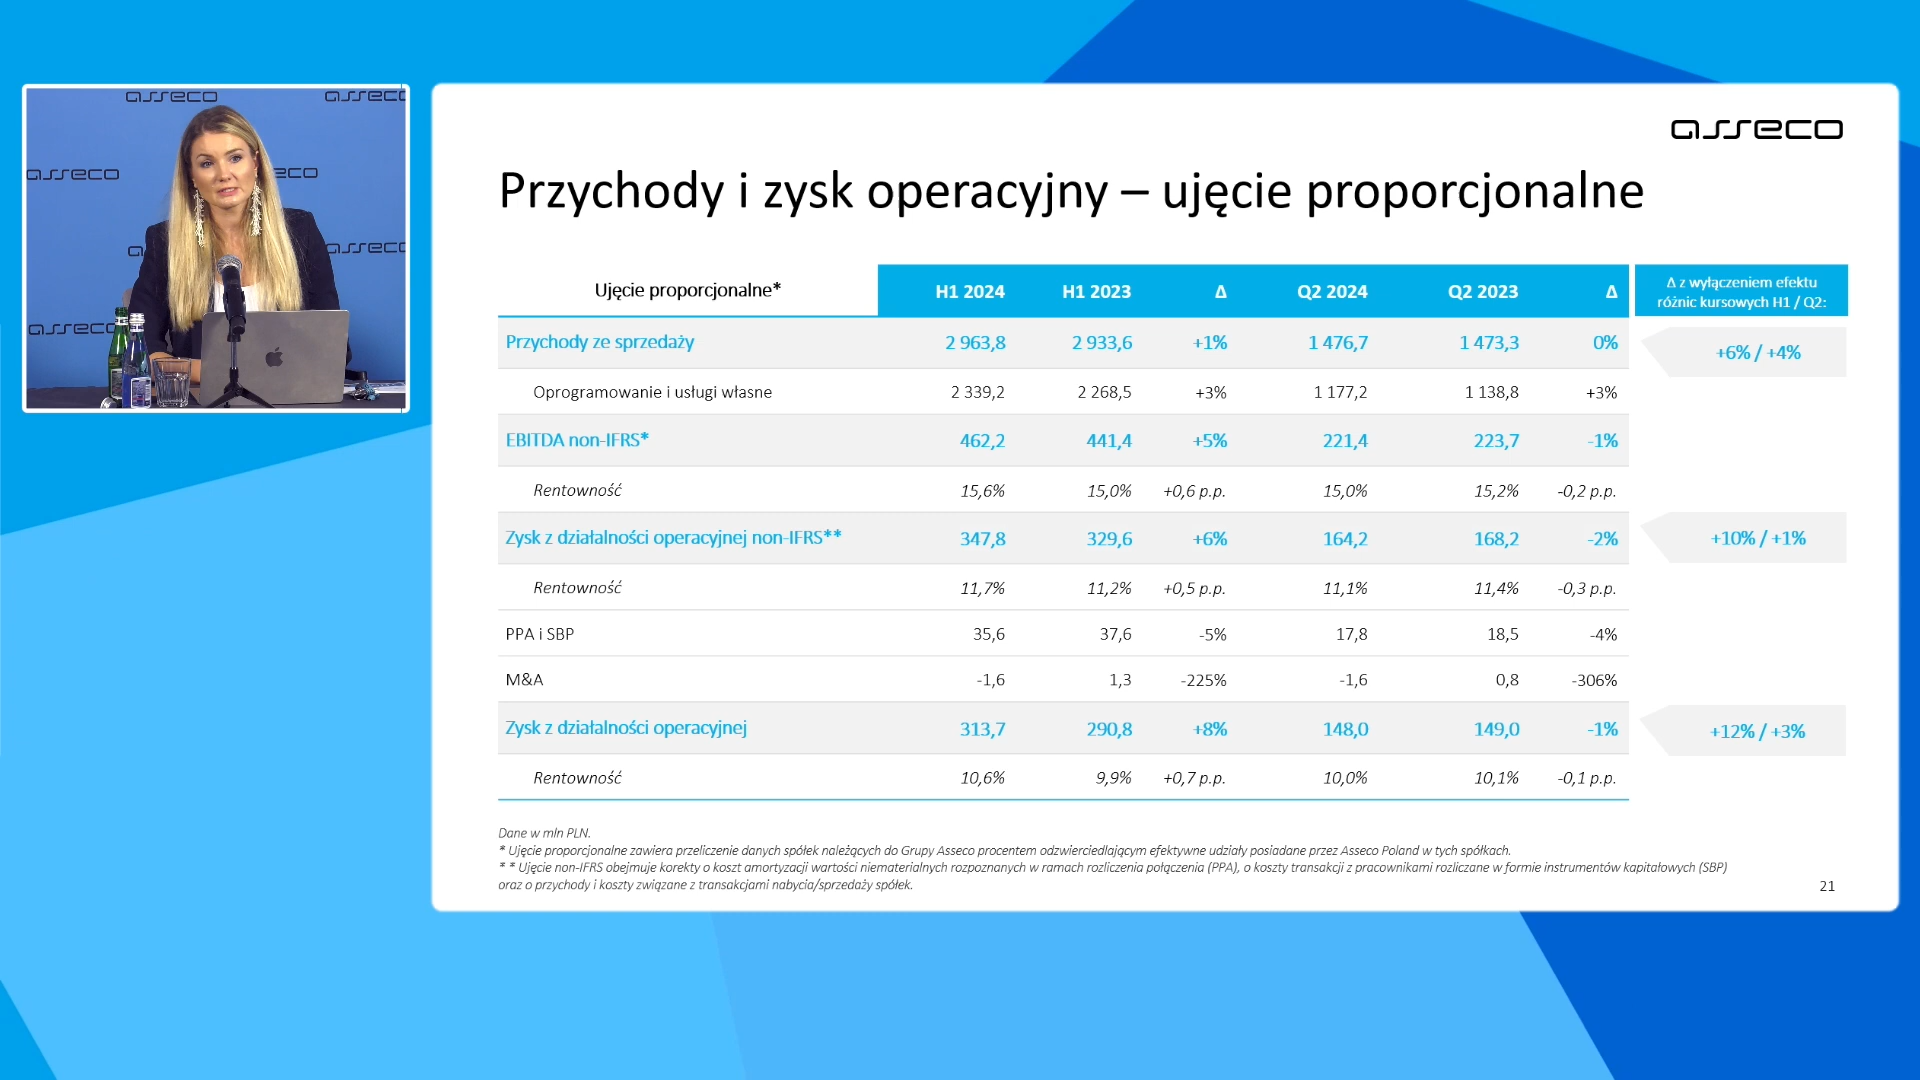 asseco
asseco
asseco
asseco
asseco
asseco
Przychody i zysk operacyjny – ujęcie proporcjonalne
Ujęcie proporcjonalne* H1 2024 H1 2023 Δ Q2 2024 Q2 2023 Δ
Δ z wyłączeniem efektu
różnic kursowych H1 / Q2:
Przychody ze sprzedaży 2 963,8 2 933,6 +1% 1 476,7 1 473,3 0%
+6% / +4%
Oprogramowanie i usługi własne 2 339,2 2 268,5 +3% 1 177,2 1 138,8 +3%
EBITDA non-IFRS* 462,2 441,4 +5% 221,4 223,7 -1%
Rentowność 15,6% 15,0% +0,6 p.p. 15,0% 15,2% -0,2 p.p.
Zysk z działalności operacyjnej non-IFRS** 347,8 329,6 +6% 164,2 168,2 -2%
+10% / +1%
Rentowność 11,7% 11,2% +0,5 p.p. 11,1% 11,4% -0,3 p.p.
PPA i SBP 35,6 37,6 -5% 17,8 18,5 -4%
M&A -1,6 1,3 -225% -1,6 0,8 -306%
Zysk z działalności operacyjnej 313,7 290,8 +8% 148,0 149,0 -1%
+12% / +3%
Rentowność 10,6% 9,9% +0,7 p.p. 10,0% 10,1% -0,1 p.p.
Dane w mln PLN.
* Ujęcie proporcjonalne zawiera przeliczenie danych spółek należących do Grupy Asseco procentem odzwierciedlającym efektywne udziały posiadane przez Asseco Poland w tych spółkach.
* * Ujęcie non-IFRS obejmuje korekty o koszt amortyzacji wartości niematerialnych rozpoznanych w ramach rozliczenia połączenia (PPA), o koszty transakcji z pracownikami rozliczane w formie instrumentów kapitałowych (SBP)
oraz o przychody i koszty związane z transakcjami nabycia/sprzedaży spółek.
21